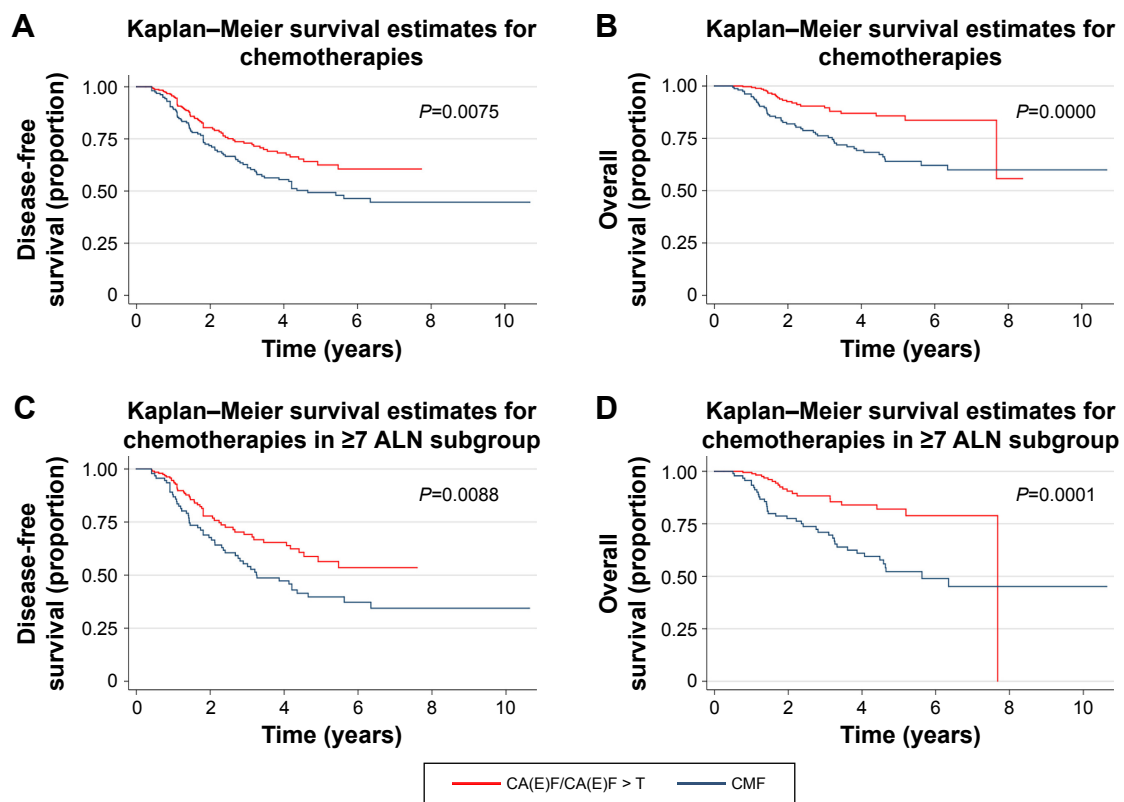 A
Kaplan–Meier survival estimates for
chemotherapies
Disease-free
survival (proportion)
1.00
0.75
0.50
0.25
0
P=0.0075
0 2 4 6 8 10
Time (years)
B
Kaplan–Meier survival estimates for
chemotherapies
Overall
survival (proportion)
1.00
0.75
0.50
0.25
0
P=0.0000
0 2 4 6 8 10
Time (years)
C
Kaplan–Meier survival estimates for
chemotherapies in ≥7 ALN subgroup
Disease-free
survival (proportion)
1.00
0.75
0.50
0.25
0
P=0.0088
0 2 4 6 8 10
Time (years)
D
Kaplan–Meier survival estimates for
chemotherapies in ≥7 ALN subgroup
Overall
survival (proportion)
1.00
0.75
0.50
0.25
0
P=0.0001
0 2 4 6 8 10
Time (years)
CA(E)F/CA(E)F > T CMF